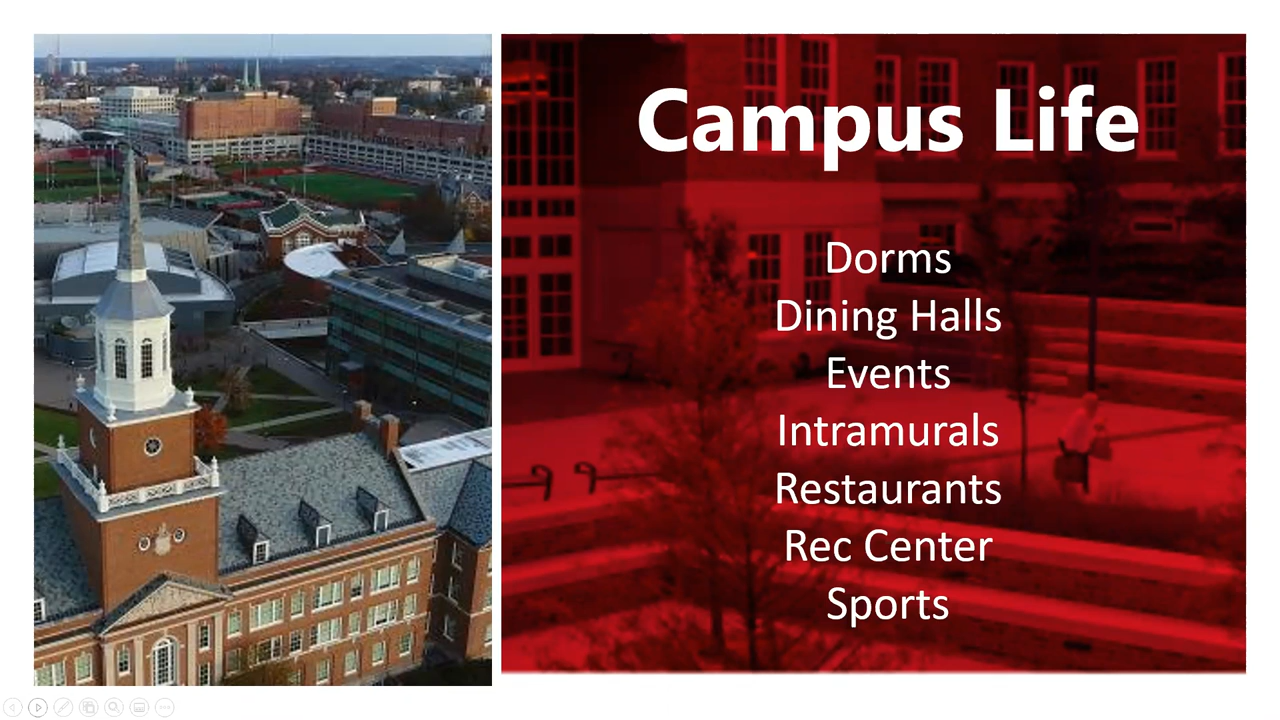 Campus Life
Dorms
Dining Halls
Events
Intramurals
Restaurants
Rec Center
Sports